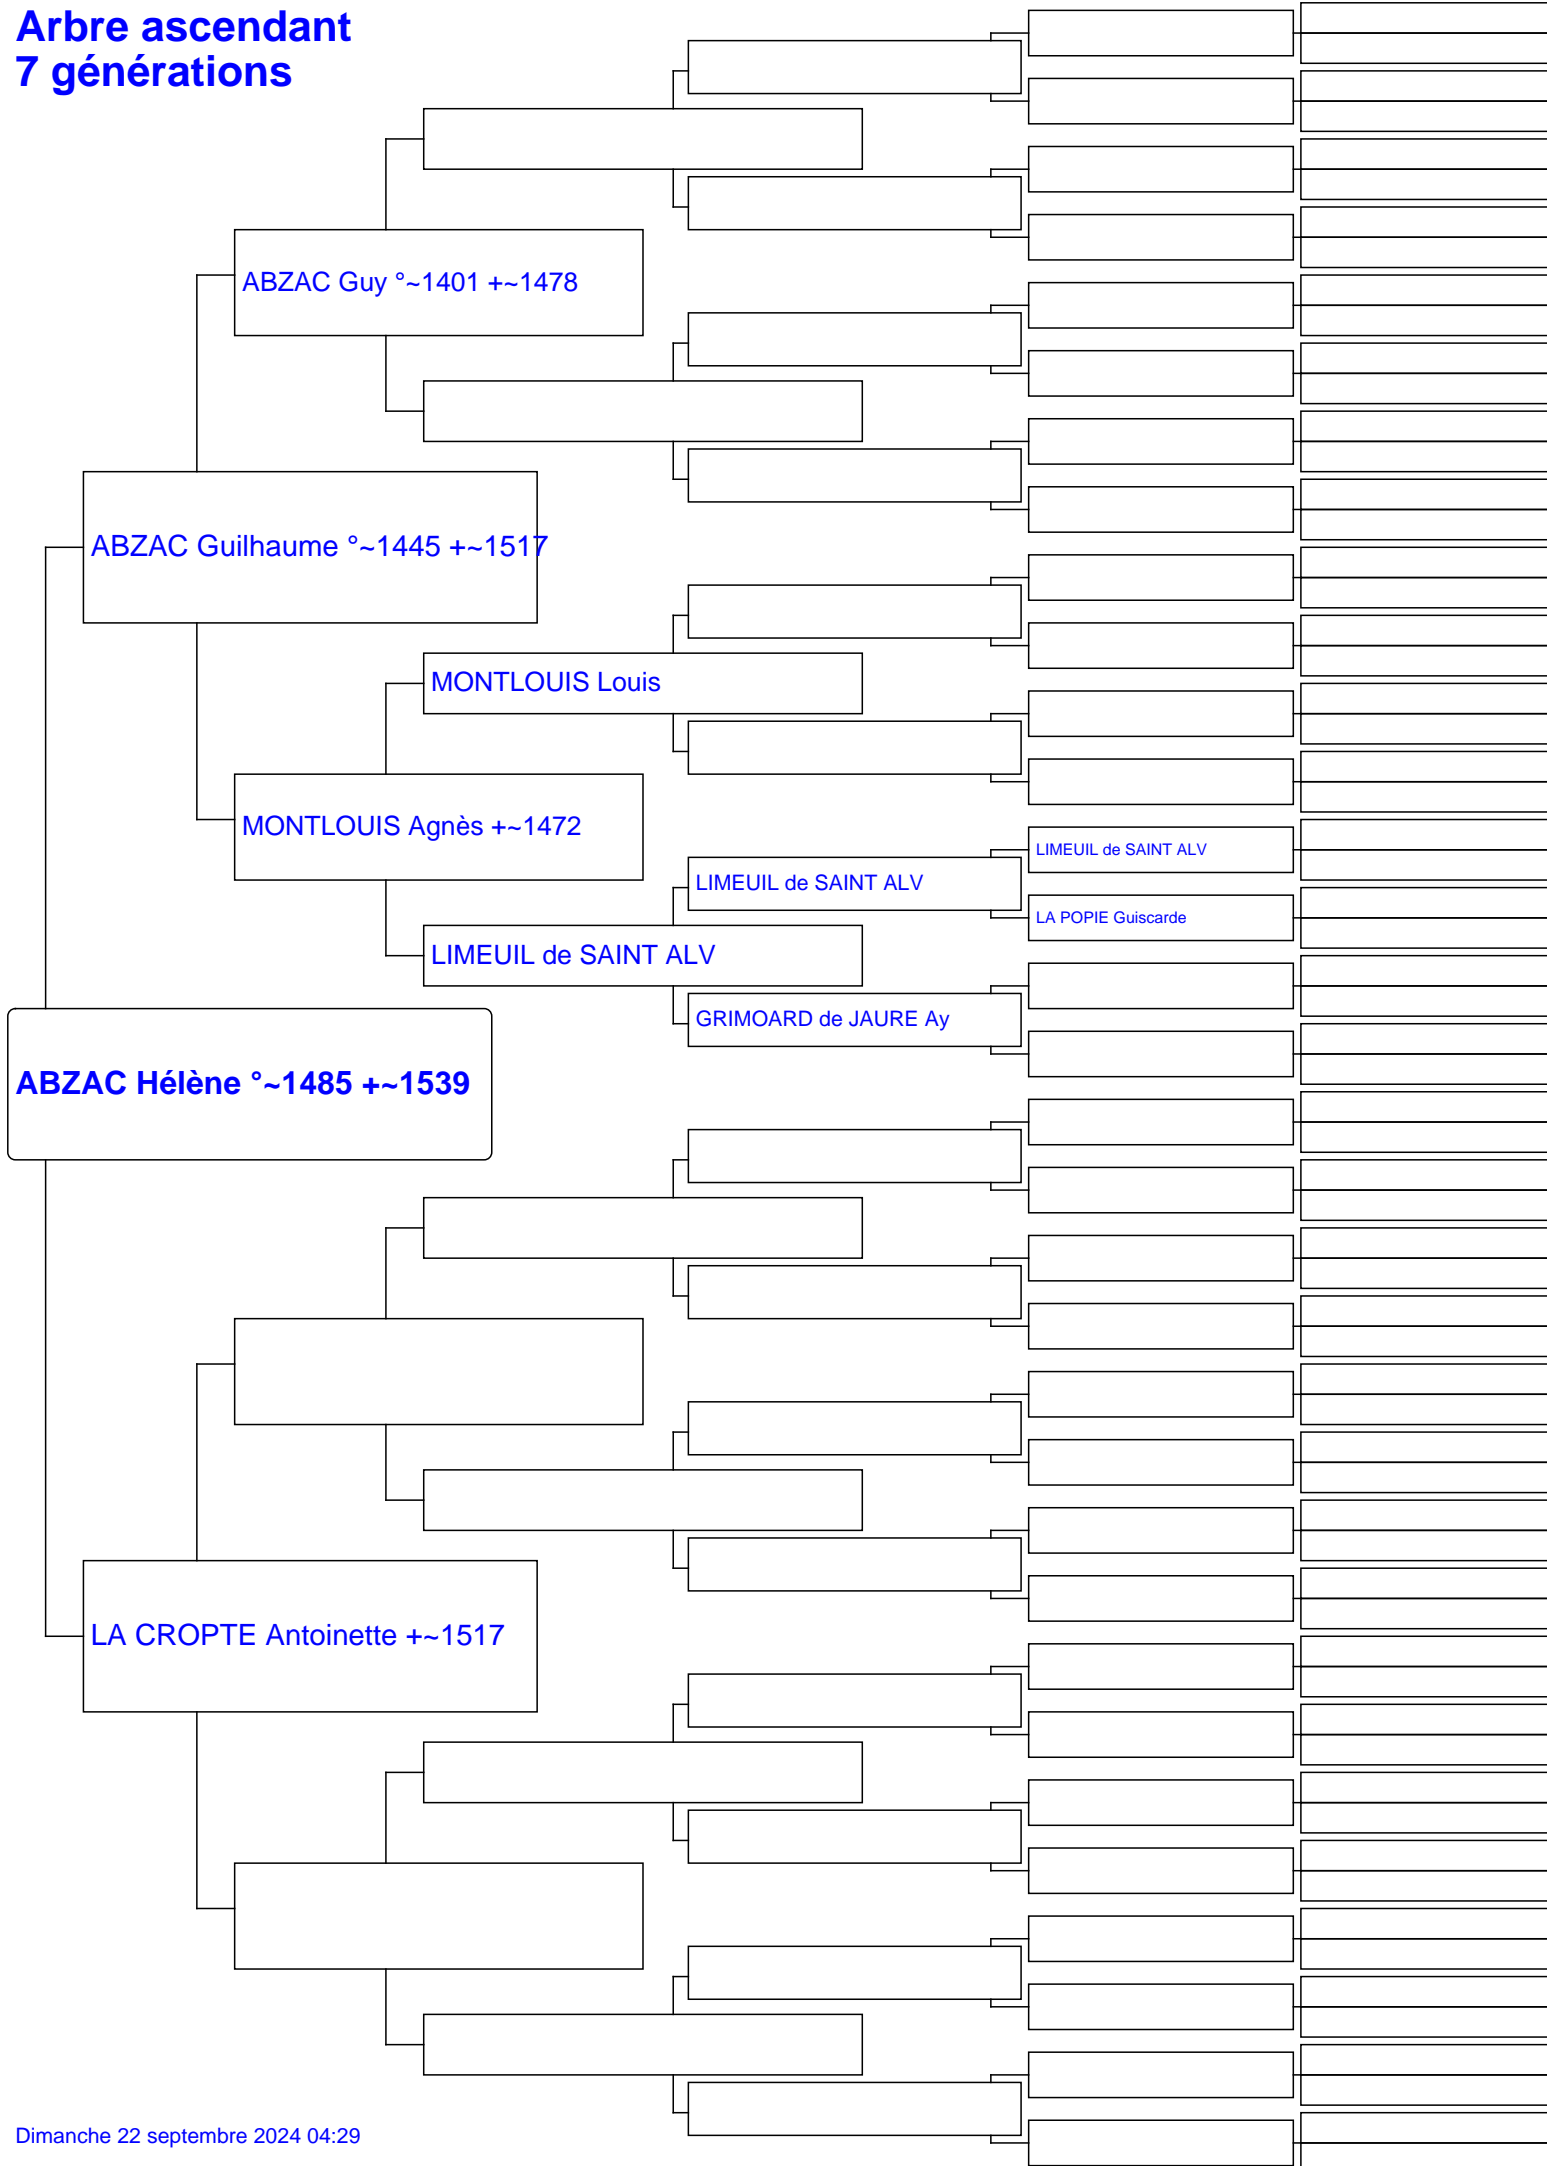 Arbre ascendant
7 générations
ABZAC Guy °~1401 +~1478
ABZAC Guilhaume °~1445 +~1517
MONTLOUIS Louis
MONTLOUIS Agnès +~1472
LIMEUIL de SAINT ALV
LIMEUIL de SAINT ALV
LA POPIE Guiscarde
LIMEUIL de SAINT ALV
GRIMOARD de JAURE Ay
ABZAC Hélène °~1485 +~1539
LA CROPTE Antoinette +~1517
Dimanche 22 septembre 2024 04:29